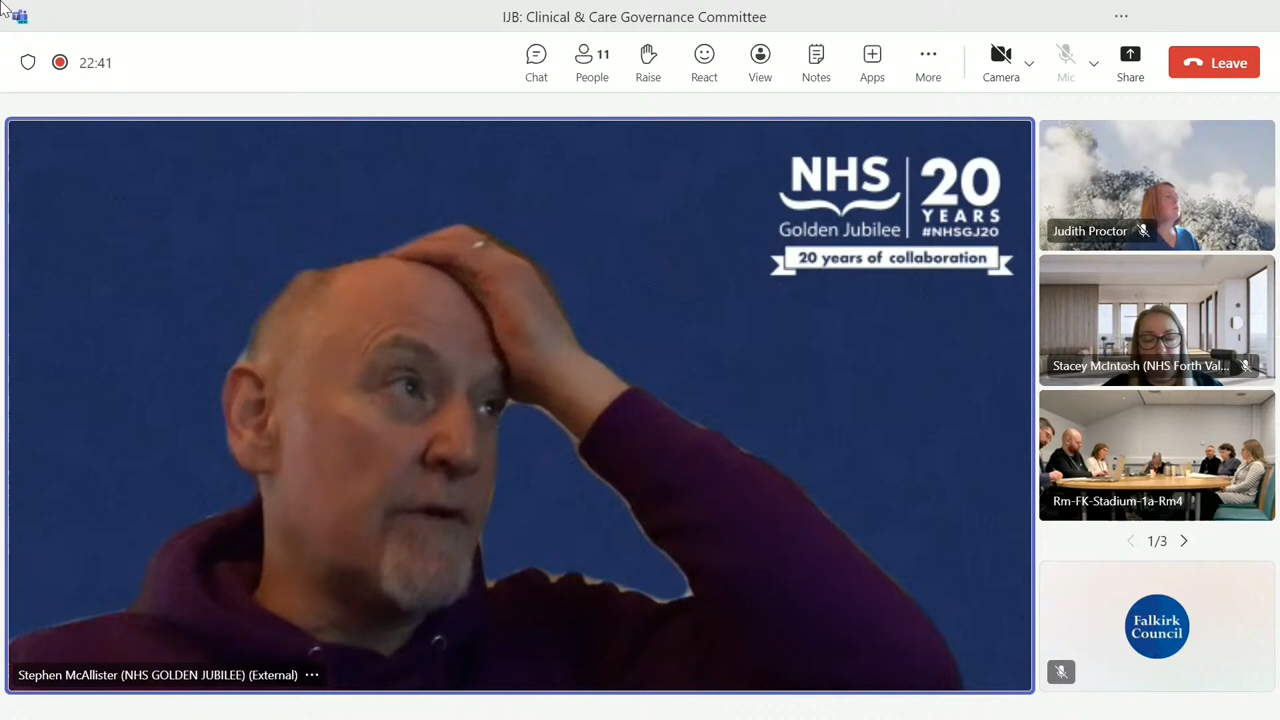 IJB: Clinical & Care Governance Committee
22:41
Chat
11
People
Raise
React
View
Notes
Apps
More
Camera
Mic
Share
Leave
NHS
Golden Jubilee
20
YEARS
#NHSGJ20
20 years of collaboration
Stephen McAllister (NHS GOLDEN JUBILEE) (External)
Judith Proctor
Stacey McIntosh (NHS Forth Val...
Rm-FK-Stadium-1a-Rm4
1/3
Falkirk
Council